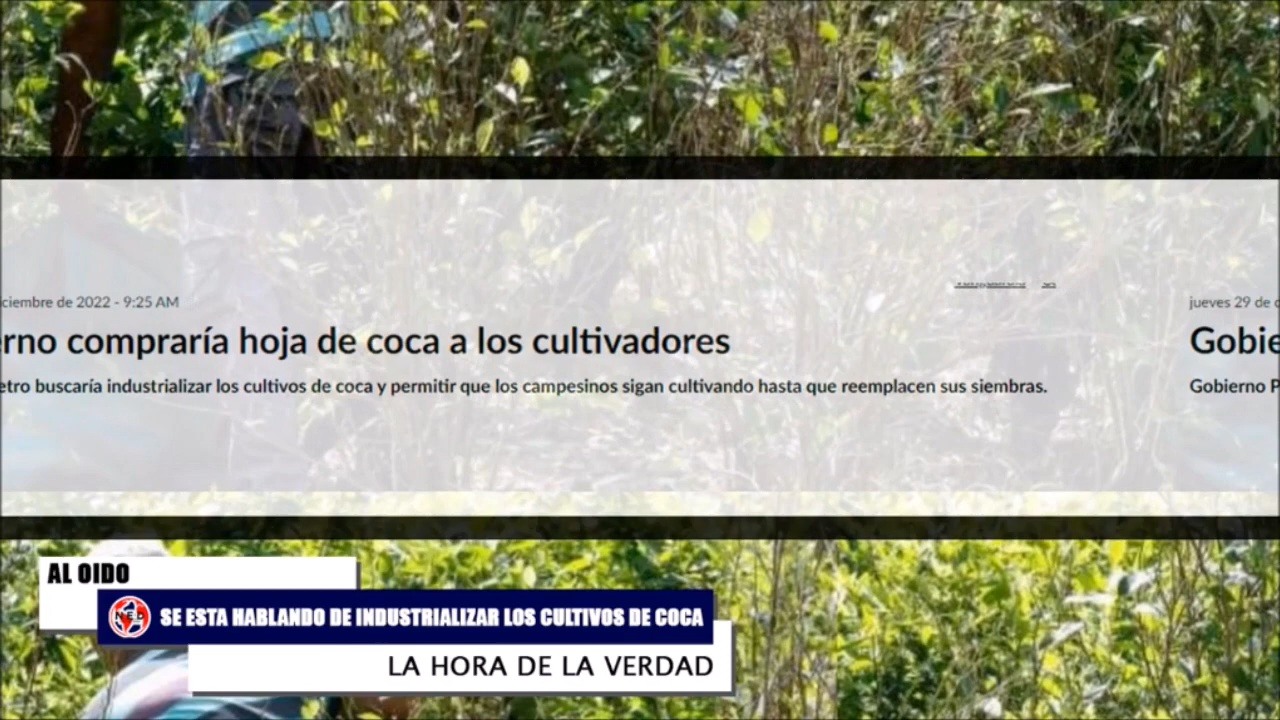 ciembre de 2022 - 9:25 AM
rno compraría hoja de coca a los cultivadores
etro buscaría industrializar los cultivos de coca y permitir que los campesinos sigan cultivando hasta que reemplacen sus siembras.
jueves 29 de
Gobie
Gobierno P
AL OIDO
SE ESTA HABLANDO DE INDUSTRIALIZAR LOS CULTIVOS DE COCA
LA HORA DE LA VERDAD